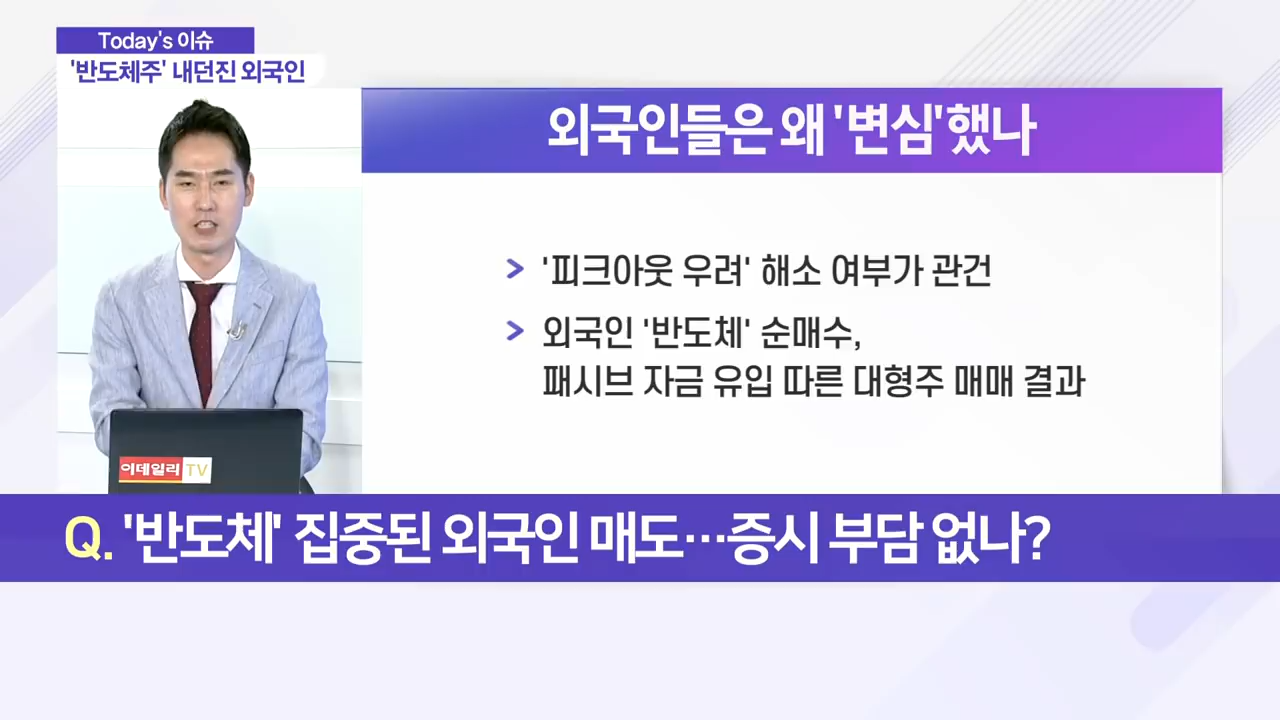 Today's 이슈
'반도체주' 내던진 외국인
외국인들은 왜 '변심'했나
'피크아웃 우려' 해소 여부가 관건
외국인 '반도체' 순매수,
패시브 자금 유입 따른 대형주 매매 결과
이데일리 TV
Q. '반도체' 집중된 외국인 매도…증시 부담 없나?